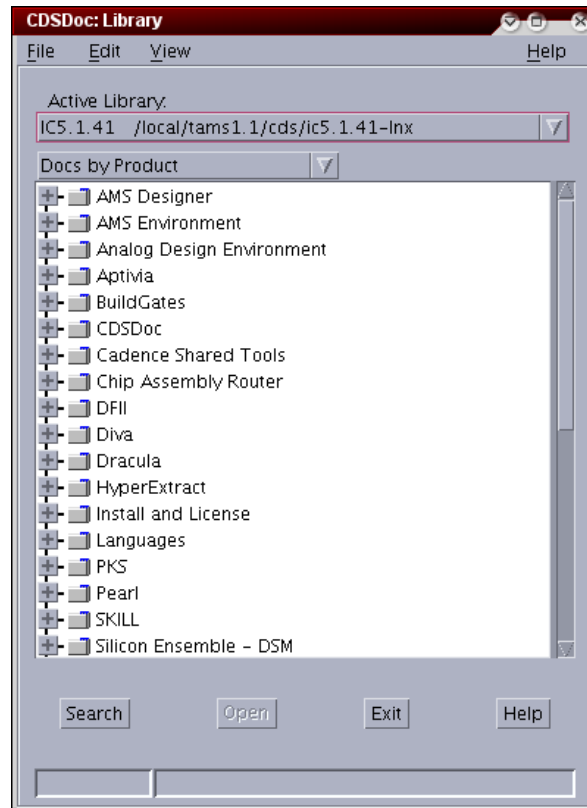 CDSDoc: Library
File Edit View Help
Active Library:
IC5.1.41 /local/tams1.1/cds/ic5.1.41-lnx
Docs by Product
AMS Designer
AMS Environment
Analog Design Environment
Aptivia
BuildGates
CDSDoc
Cadence Shared Tools
Chip Assembly Router
DFII
Diva
Dracula
HyperExtract
Install and License
Languages
PKS
Pearl
SKILL
Silicon Ensemble - DSM
Search Open Exit Help